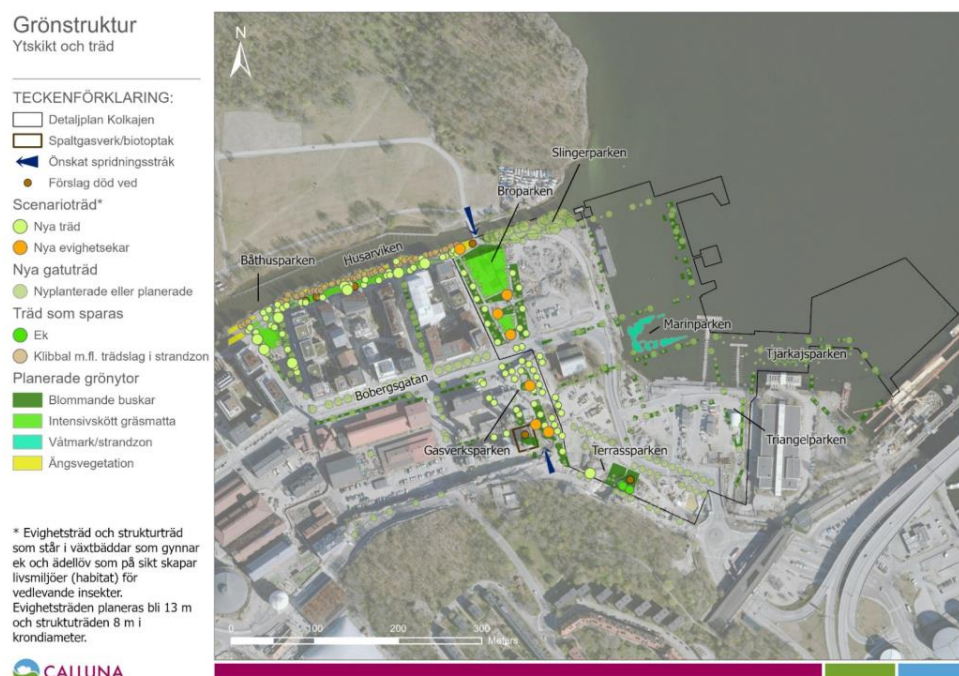 Grönstruktur
Ytskikt och träd
TECKENFÖRKLARING:
Detaljplan Kolkajen
Spaltgasverk/biotoptak
Önskat spridningsstråk
Förslag död ved
Scenarioträd*
Nya träd
Nya evighetsekar
Nya gatuträd
Nyplanterade eller planerade
Träd som sparas
Ek
Klibbal m.fl. trädslag i strandzon
Planerade grönytor
Blommande buskar
Intensivskött gräsmatta
Våtmark/strandzon
Ängsvegetation
* Evighetsträd och strukturträd
som står i växtbäddar som gynnar
ek och ädellöv som på sikt skapar
livsmiljöer (habitat) för
vedlevande insekter.
Evighetsträden planeras bli 13 m
och struktuträden 8 m i
krondiameter.
CALLUNA
N
Slingerparken
Broparken
Husarviken
Båthusparken
Marinparken
Tjärkajsparken
Bobergsgatan
Triangelparken
Gasverksparken
Terrassparken
0 100 200 300
Meters